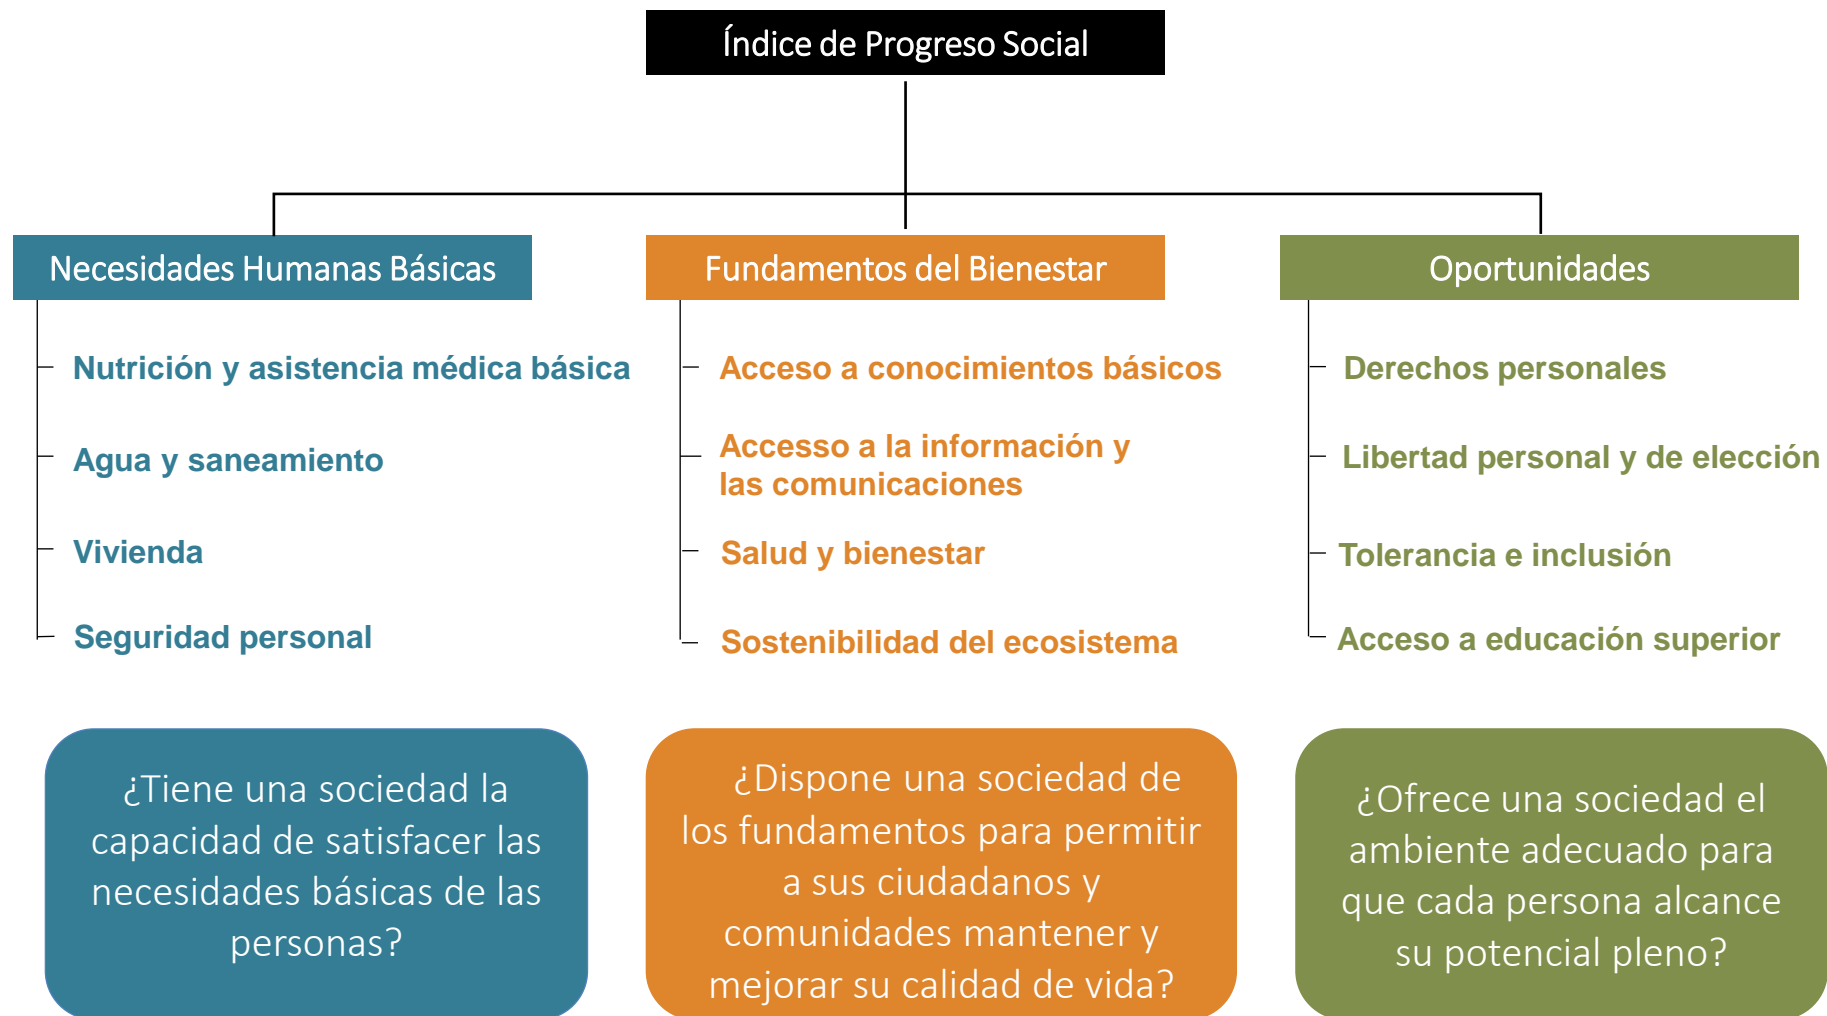 Índice de Progreso Social
Necesidades Humanas Básicas
Nutrición y asistencia médica básica
Agua y saneamiento
Vivienda
Seguridad personal
¿Tiene una sociedad la
capacidad de satisfacer las
necesidades básicas de las
personas?
Fundamentos del Bienestar
Acceso a conocimientos básicos
Accesso a la información y
las comunicaciones
Salud y bienestar
Sostenibilidad del ecosistema
¿Dispone una sociedad de
los fundamentos para permitir
a sus ciudadanos y
comunidades mantener y
mejorar su calidad de vida?
Oportunidades
Derechos personales
Libertad personal y de elección
Tolerancia e inclusión
Acceso a educación superior
¿Ofrece una sociedad el
ambiente adecuado para
que cada persona alcance
su potencial pleno?